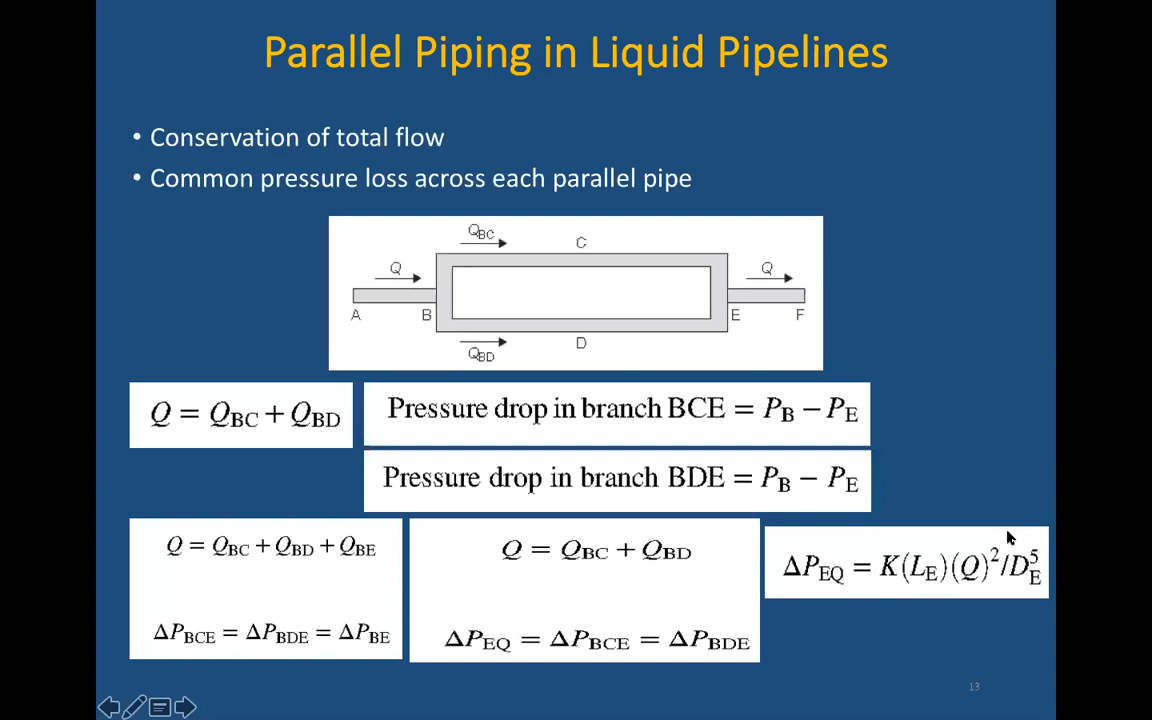 Parallel Piping in Liquid Pipelines
• Conservation of total flow
• Common pressure loss across each parallel pipe
Q_BC
C
Q
Q
A
B
E
F
Q_BD
D
Q = Q_BC + Q_BD
Pressure drop in branch BCE = P_B − P_E
Pressure drop in branch BDE = P_B − P_E
Q = Q_BC + Q_BD + Q_BE
ΔP_BCE = ΔP_BDE = ΔP_BE
Q = Q_BC + Q_BD
ΔP_EQ = ΔP_BCE = ΔP_BDE
ΔP_EQ = K(L_E)(Q)²/D_E⁵
13